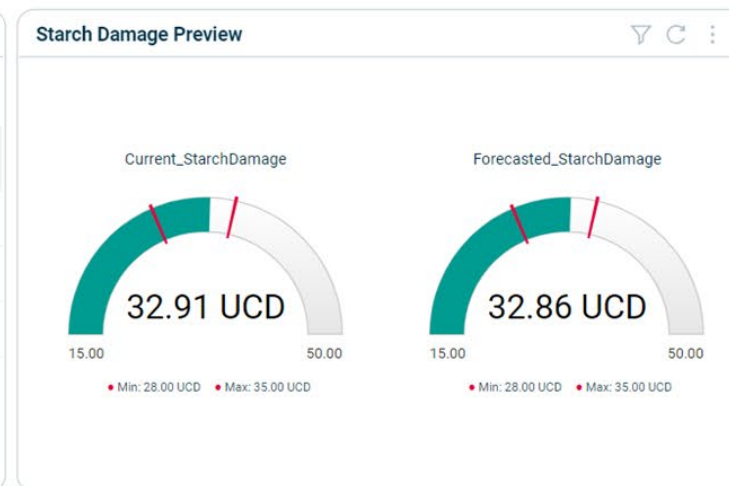 Starch Damage Preview
Current_StarchDamage
32.91 UCD
15.00
50.00
Min: 28.00 UCD
Max: 35.00 UCD
Forecasted_StarchDamage
32.86 UCD
15.00
50.00
Min: 28.00 UCD
Max: 35.00 UCD